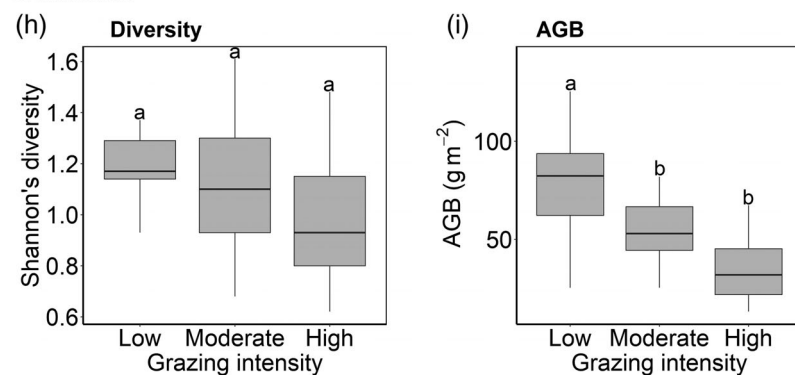 (h) Diversity
Shannon's diversity
1.6
1.4
1.2
1.0
0.8
0.6
a
a
a
Low Moderate High
Grazing intensity
(i) AGB
AGB (g m⁻²)
100
50
a
b
b
Low Moderate High
Grazing intensity